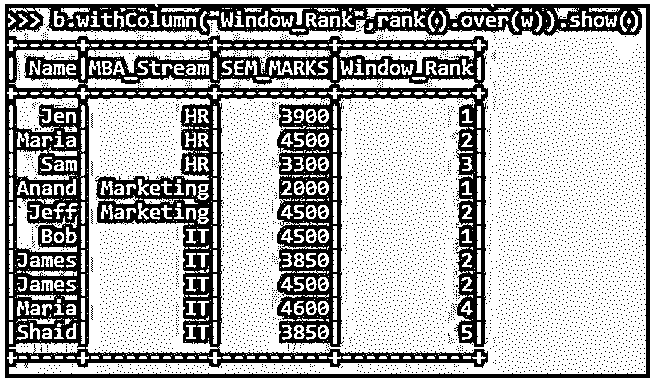 >>> b.withColumn("Window_Rank",rank().over(w)).show()
+------+----------+---------+-----------+
| Name|MBA_Stream|SEM_MARKS|Window_Rank|
+------+----------+---------+-----------+
| Jen| HR| 3900| 1|
| Maria| HR| 4500| 2|
| Sam| HR| 3300| 3|
| Anand| Marketing| 2000| 1|
| Jeff| Marketing| 4500| 2|
| Bob| IT| 4500| 1|
| James| IT| 3850| 2|
| James| IT| 4500| 2|
| Maria| IT| 4600| 4|
| Shaid| IT| 3850| 5|
+------+----------+---------+-----------+